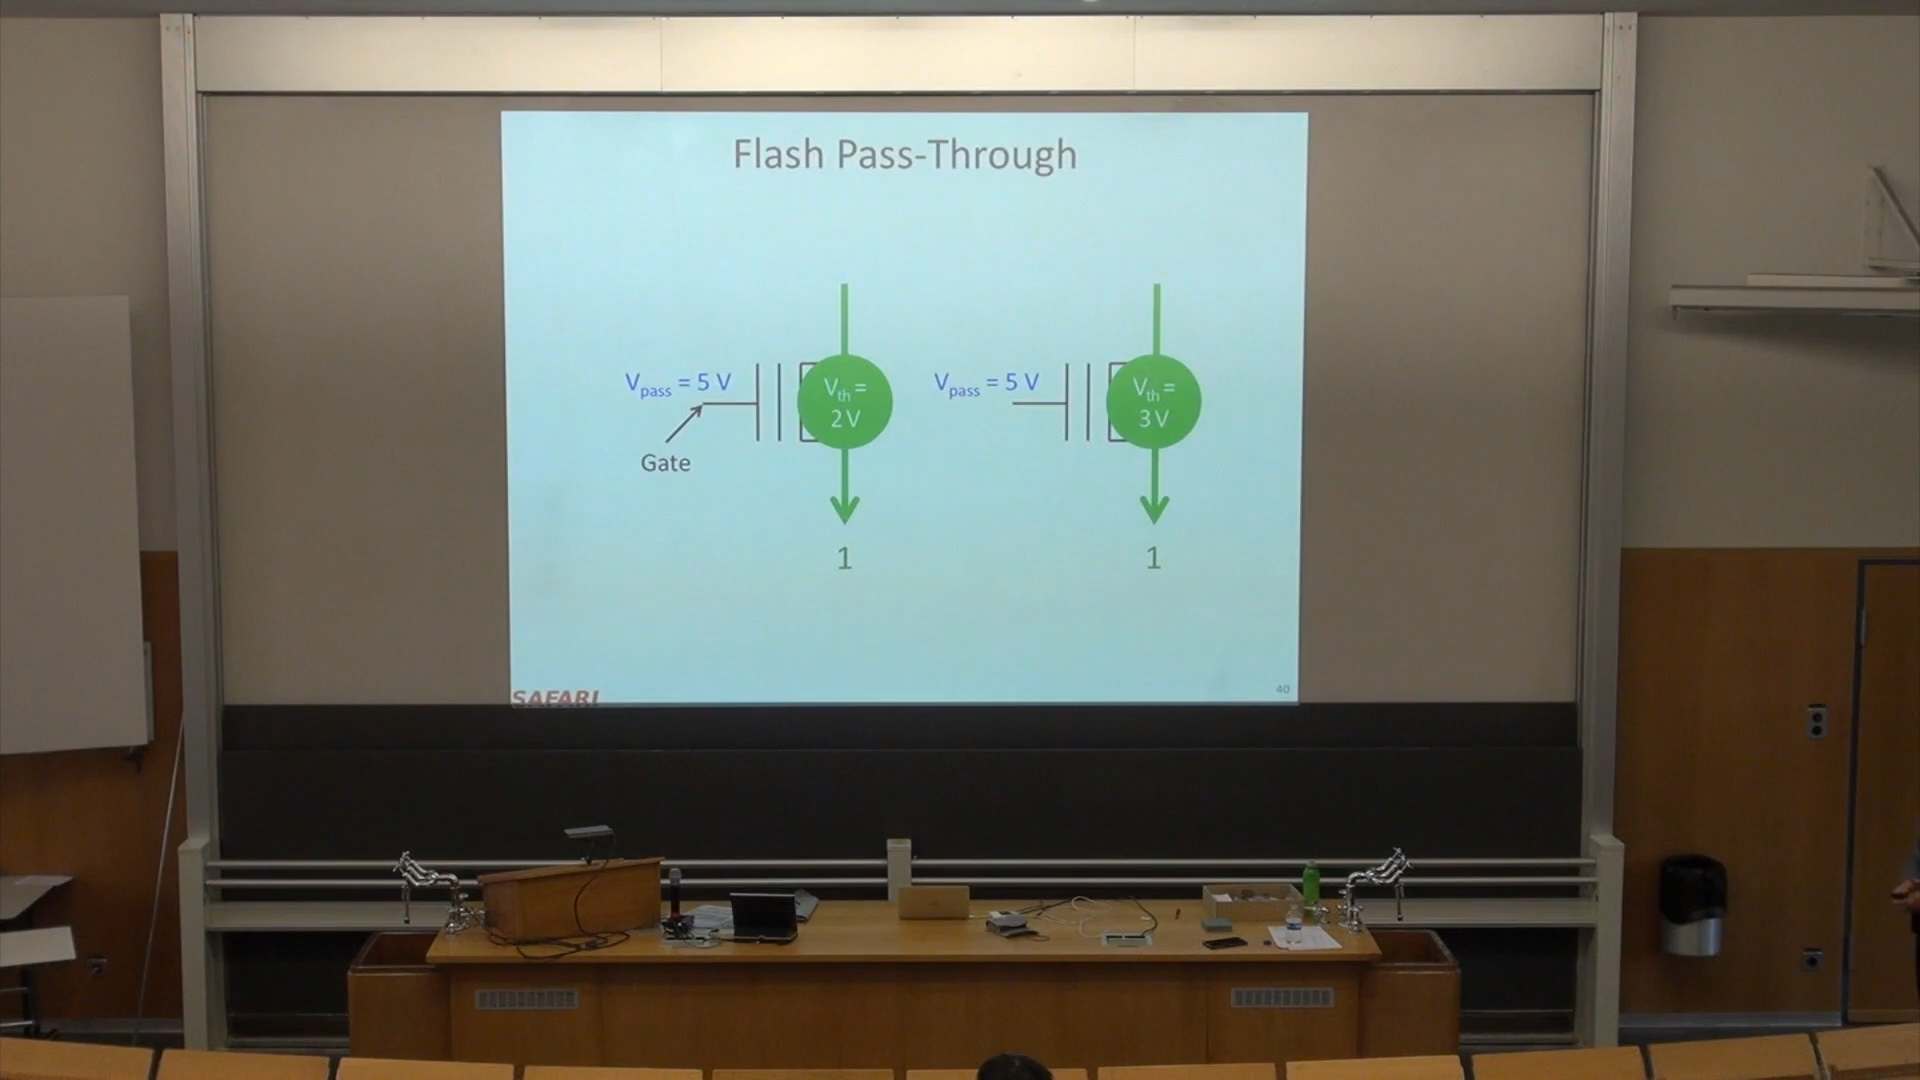 Flash Pass-Through
Vpass = 5 V
Gate
Vth =
2 V
1
Vpass = 5 V
Vth =
3 V
1
SAFARI
40